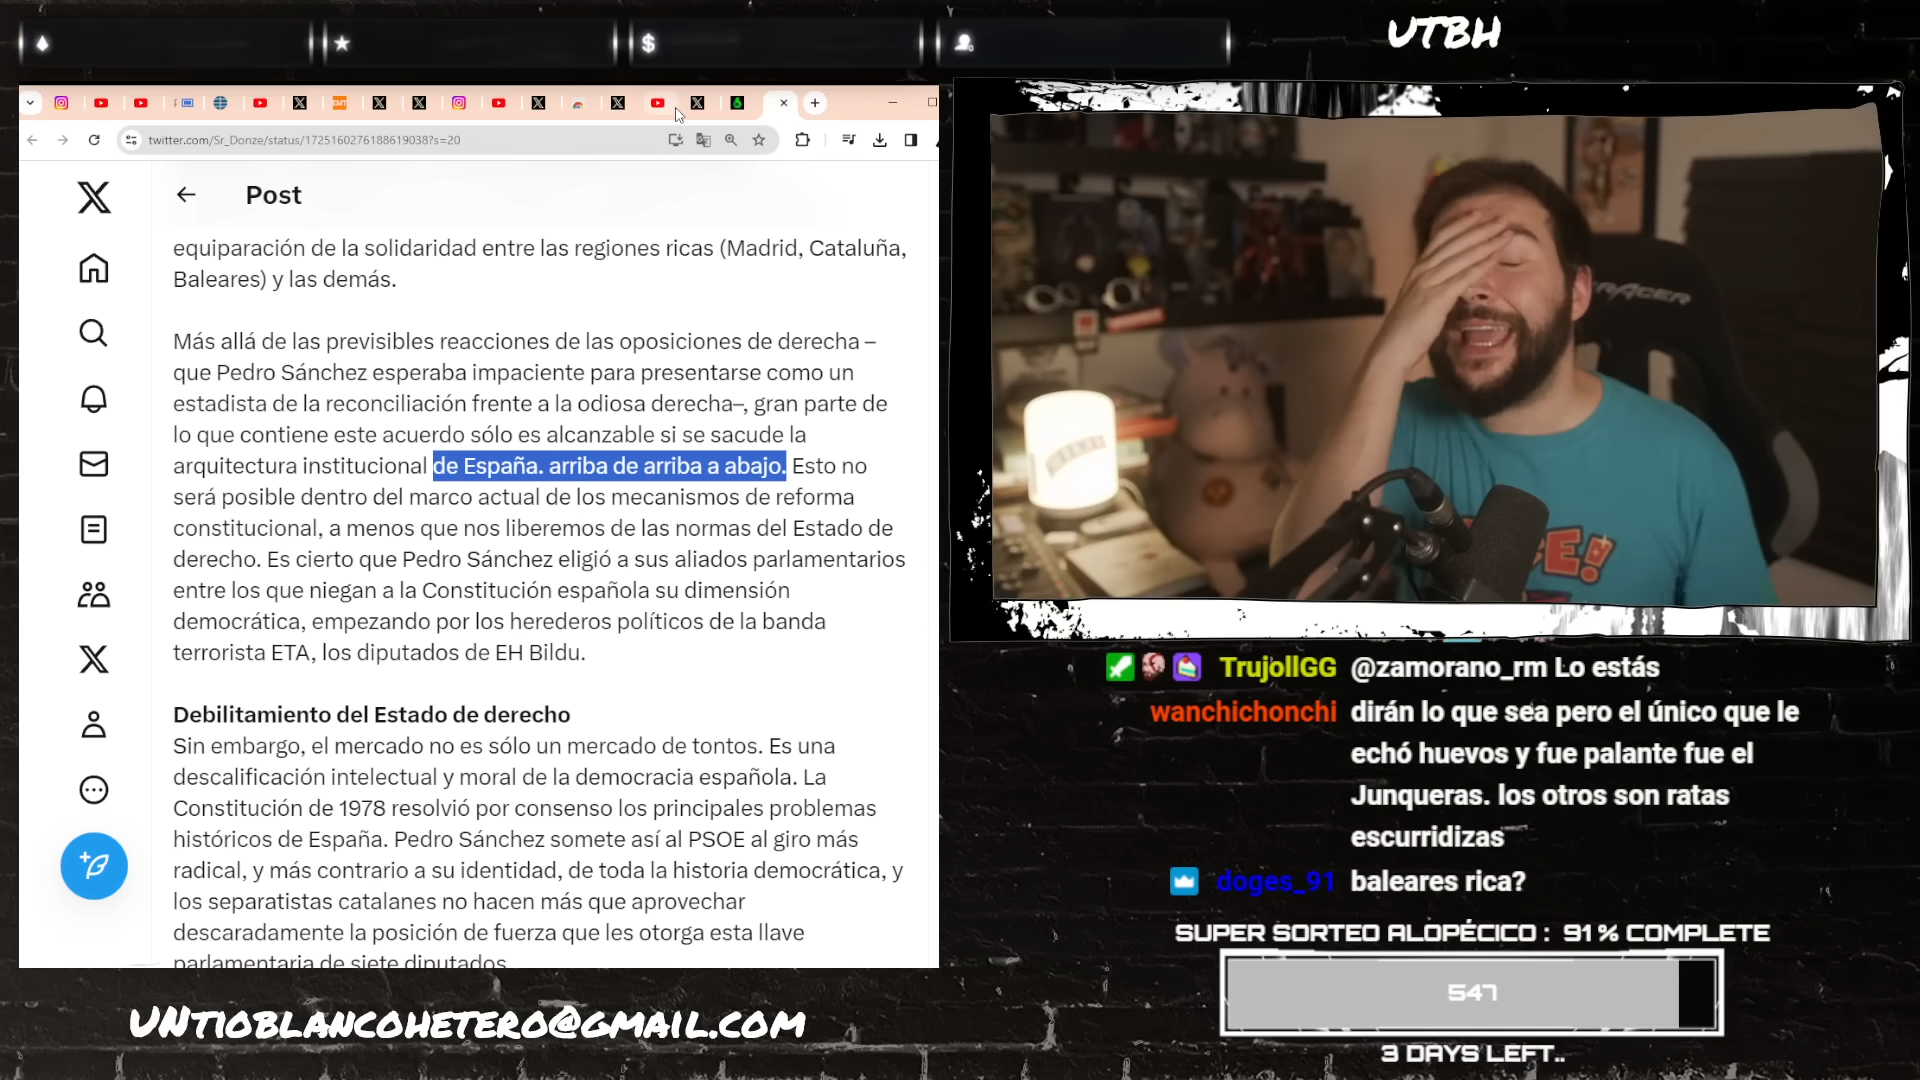 UTBH
twitter.com/Sr_Donze/status/1725160276188619038?s=20
Post
equiparación de la solidaridad entre las regiones ricas (Madrid, Cataluña,
Baleares) y las demás.
Más allá de las previsibles reacciones de las oposiciones de derecha –
que Pedro Sánchez esperaba impaciente para presentarse como un
estadista de la reconciliación frente a la odiosa derecha–, gran parte de
lo que contiene este acuerdo sólo es alcanzable si se sacude la
arquitectura institucional de España. arriba de arriba a abajo. Esto no
será posible dentro del marco actual de los mecanismos de reforma
constitucional, a menos que nos liberemos de las normas del Estado de
derecho. Es cierto que Pedro Sánchez eligió a sus aliados parlamentarios
entre los que niegan a la Constitución española su dimensión
democrática, empezando por los herederos políticos de la banda
terrorista ETA, los diputados de EH Bildu.
Debilitamiento del Estado de derecho
Sin embargo, el mercado no es sólo un mercado de tontos. Es una
descalificación intelectual y moral de la democracia española. La
Constitución de 1978 resolvió por consenso los principales problemas
históricos de España. Pedro Sánchez somete así al PSOE al giro más
radical, y más contrario a su identidad, de toda la historia democrática, y
los separatistas catalanes no hacen más que aprovechar
descaradamente la posición de fuerza que les otorga esta llave
parlamentaria de siete diputados.
TrujollGG @zamorano_rm Lo estás
wanchichonchi dirán lo que sea pero el único que le
echó huevos y fue palante fue el
Junqueras. los otros son ratas
escurridizas
doges_91 baleares rica?
SUPER SORTEO ALOPÉCICO : 91% COMPLETE
547
3 DAYS LEFT..
UNTIOBLANCOHETERO@GMAIL.COM